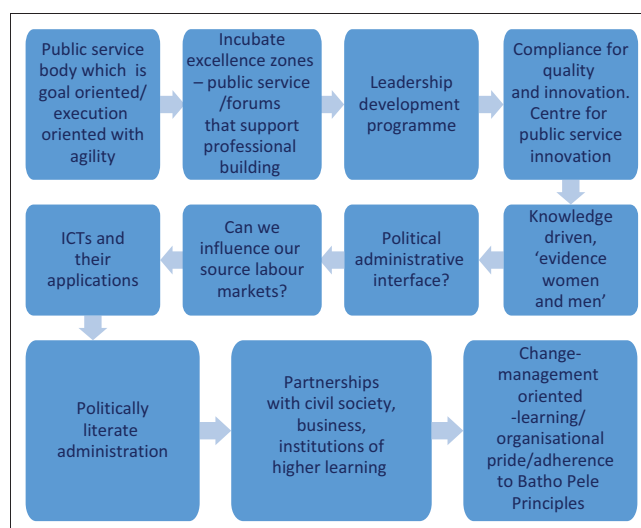 Public service
body which is
goal oriented/
execution
oriented with
agility
Incubate
excellence zones
– public service
/forums
that support
professional
building
Leadership
development
programme
Compliance for
quality
and innovation.
Centre for
public service
innovation
Knowledge
driven,
‘evidence
women
and men’
Political
administrative
interface?
Can we
influence our
source labour
markets?
ICTs and
their
applications
Politically
literate
administration
Partnerships
with civil society,
business,
institutions of
higher learning
Change-
management
oriented
-learning/
organisational
pride/adherence
to Batho Pele
Principles